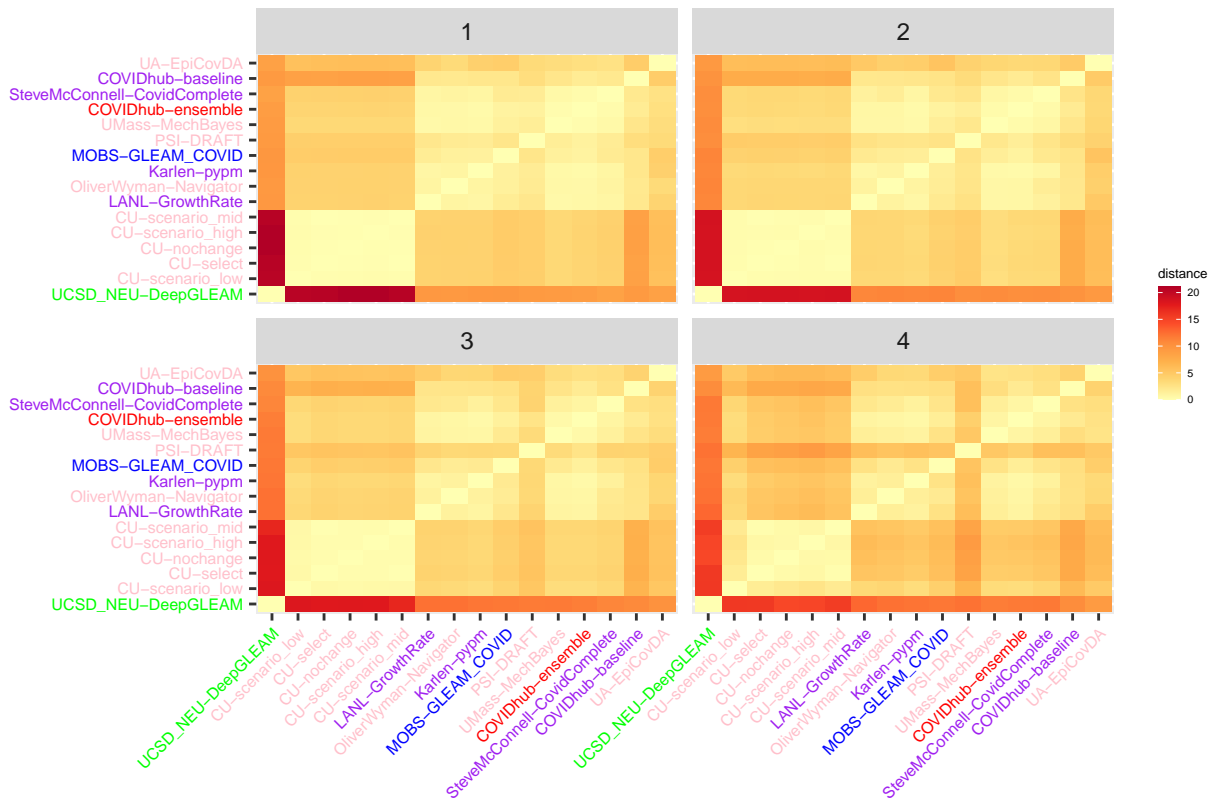 1
2
UA−EpiCovDA
COVIDhub−baseline
SteveMcConnell−CovidComplete
COVIDhub−ensemble
UMass−MechBayes
PSI−DRAFT
MOBS−GLEAM_COVID
Karlen−pypm
OliverWyman−Navigator
LANL−GrowthRate
CU−scenario_mid
CU−scenario_high
CU−nochange
CU−select
CU−scenario_low
UCSD_NEU−DeepGLEAM
distance
20
15
10
5
0
3
4
UA−EpiCovDA
COVIDhub−baseline
SteveMcConnell−CovidComplete
COVIDhub−ensemble
UMass−MechBayes
PSI−DRAFT
MOBS−GLEAM_COVID
Karlen−pypm
OliverWyman−Navigator
LANL−GrowthRate
CU−scenario_mid
CU−scenario_high
CU−nochange
CU−select
CU−scenario_low
UCSD_NEU−DeepGLEAM
UCSD_NEU−DeepGLEAM
CU−scenario_low
CU−select
CU−nochange
CU−scenario_high
CU−scenario_mid
LANL−GrowthRate
OliverWyman−Navigator
Karlen−pypm
MOBS−GLEAM_COVID
PSI−DRAFT
UMass−MechBayes
COVIDhub−ensemble
SteveMcConnell−CovidComplete
COVIDhub−baseline
UA−EpiCovDA
UCSD_NEU−DeepGLEAM
CU−scenario_low
CU−select
CU−nochange
CU−scenario_high
CU−scenario_mid
LANL−GrowthRate
OliverWyman−Navigator
Karlen−pypm
MOBS−GLEAM_COVID
PSI−DRAFT
UMass−MechBayes
COVIDhub−ensemble
SteveMcConnell−CovidComplete
COVIDhub−baseline
UA−EpiCovDA